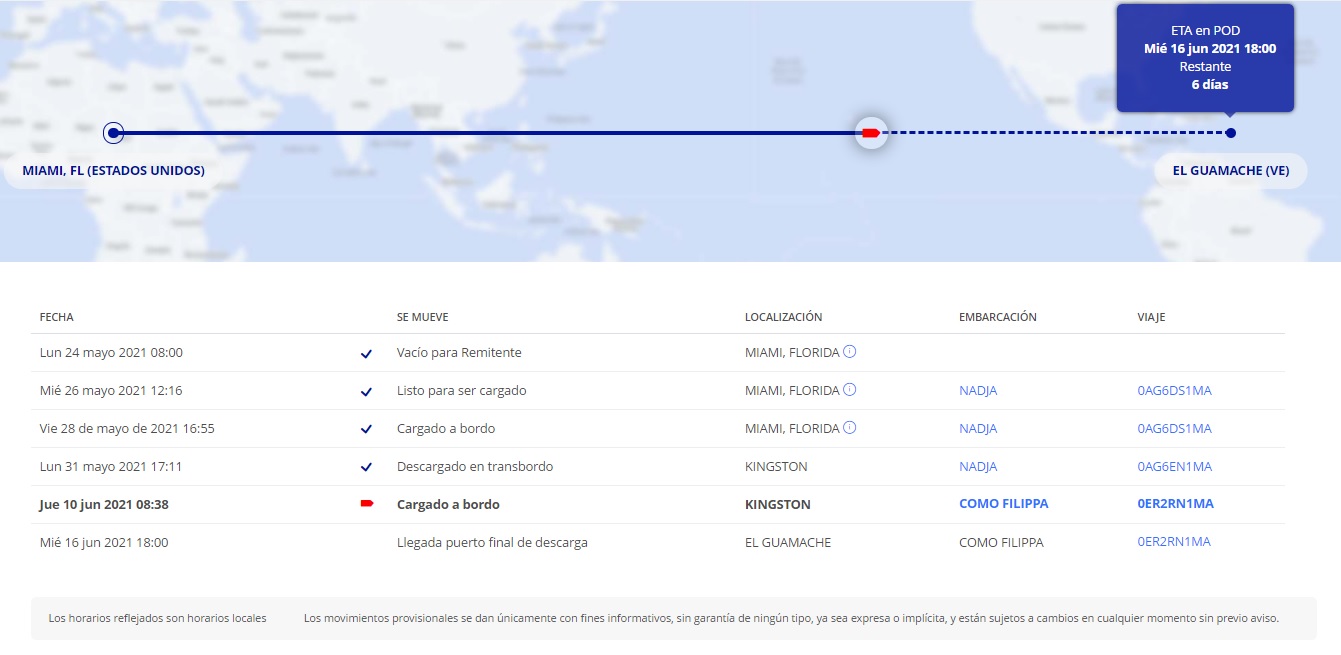 ETA en POD
Mié 16 jun 2021 18:00
Restante
6 días
MIAMI, FL (ESTADOS UNIDOS)
EL GUAMACHE (VE)
FECHA SE MUEVE LOCALIZACIÓN EMBARCACIÓN VIAJE
Lun 24 mayo 2021 08:00 Vacío para Remitente MIAMI, FLORIDA
Mié 26 mayo 2021 12:16 Listo para ser cargado MIAMI, FLORIDA NADJA 0AG6DS1MA
Vie 28 de mayo de 2021 16:55 Cargado a bordo MIAMI, FLORIDA NADJA 0AG6DS1MA
Lun 31 mayo 2021 17:11 Descargado en transbordo KINGSTON NADJA 0AG6EN1MA
Jue 10 jun 2021 08:38 Cargado a bordo KINGSTON COMO FILIPPA 0ER2RN1MA
Mié 16 jun 2021 18:00 Llegada puerto final de descarga EL GUAMACHE COMO FILIPPA 0ER2RN1MA
Los horarios reflejados son horarios locales Los movimientos provisionales se dan únicamente con fines informativos, sin garantía de ningún tipo, ya sea expresa o implícita, y están sujetos a cambios en cualquier momento sin previo aviso.